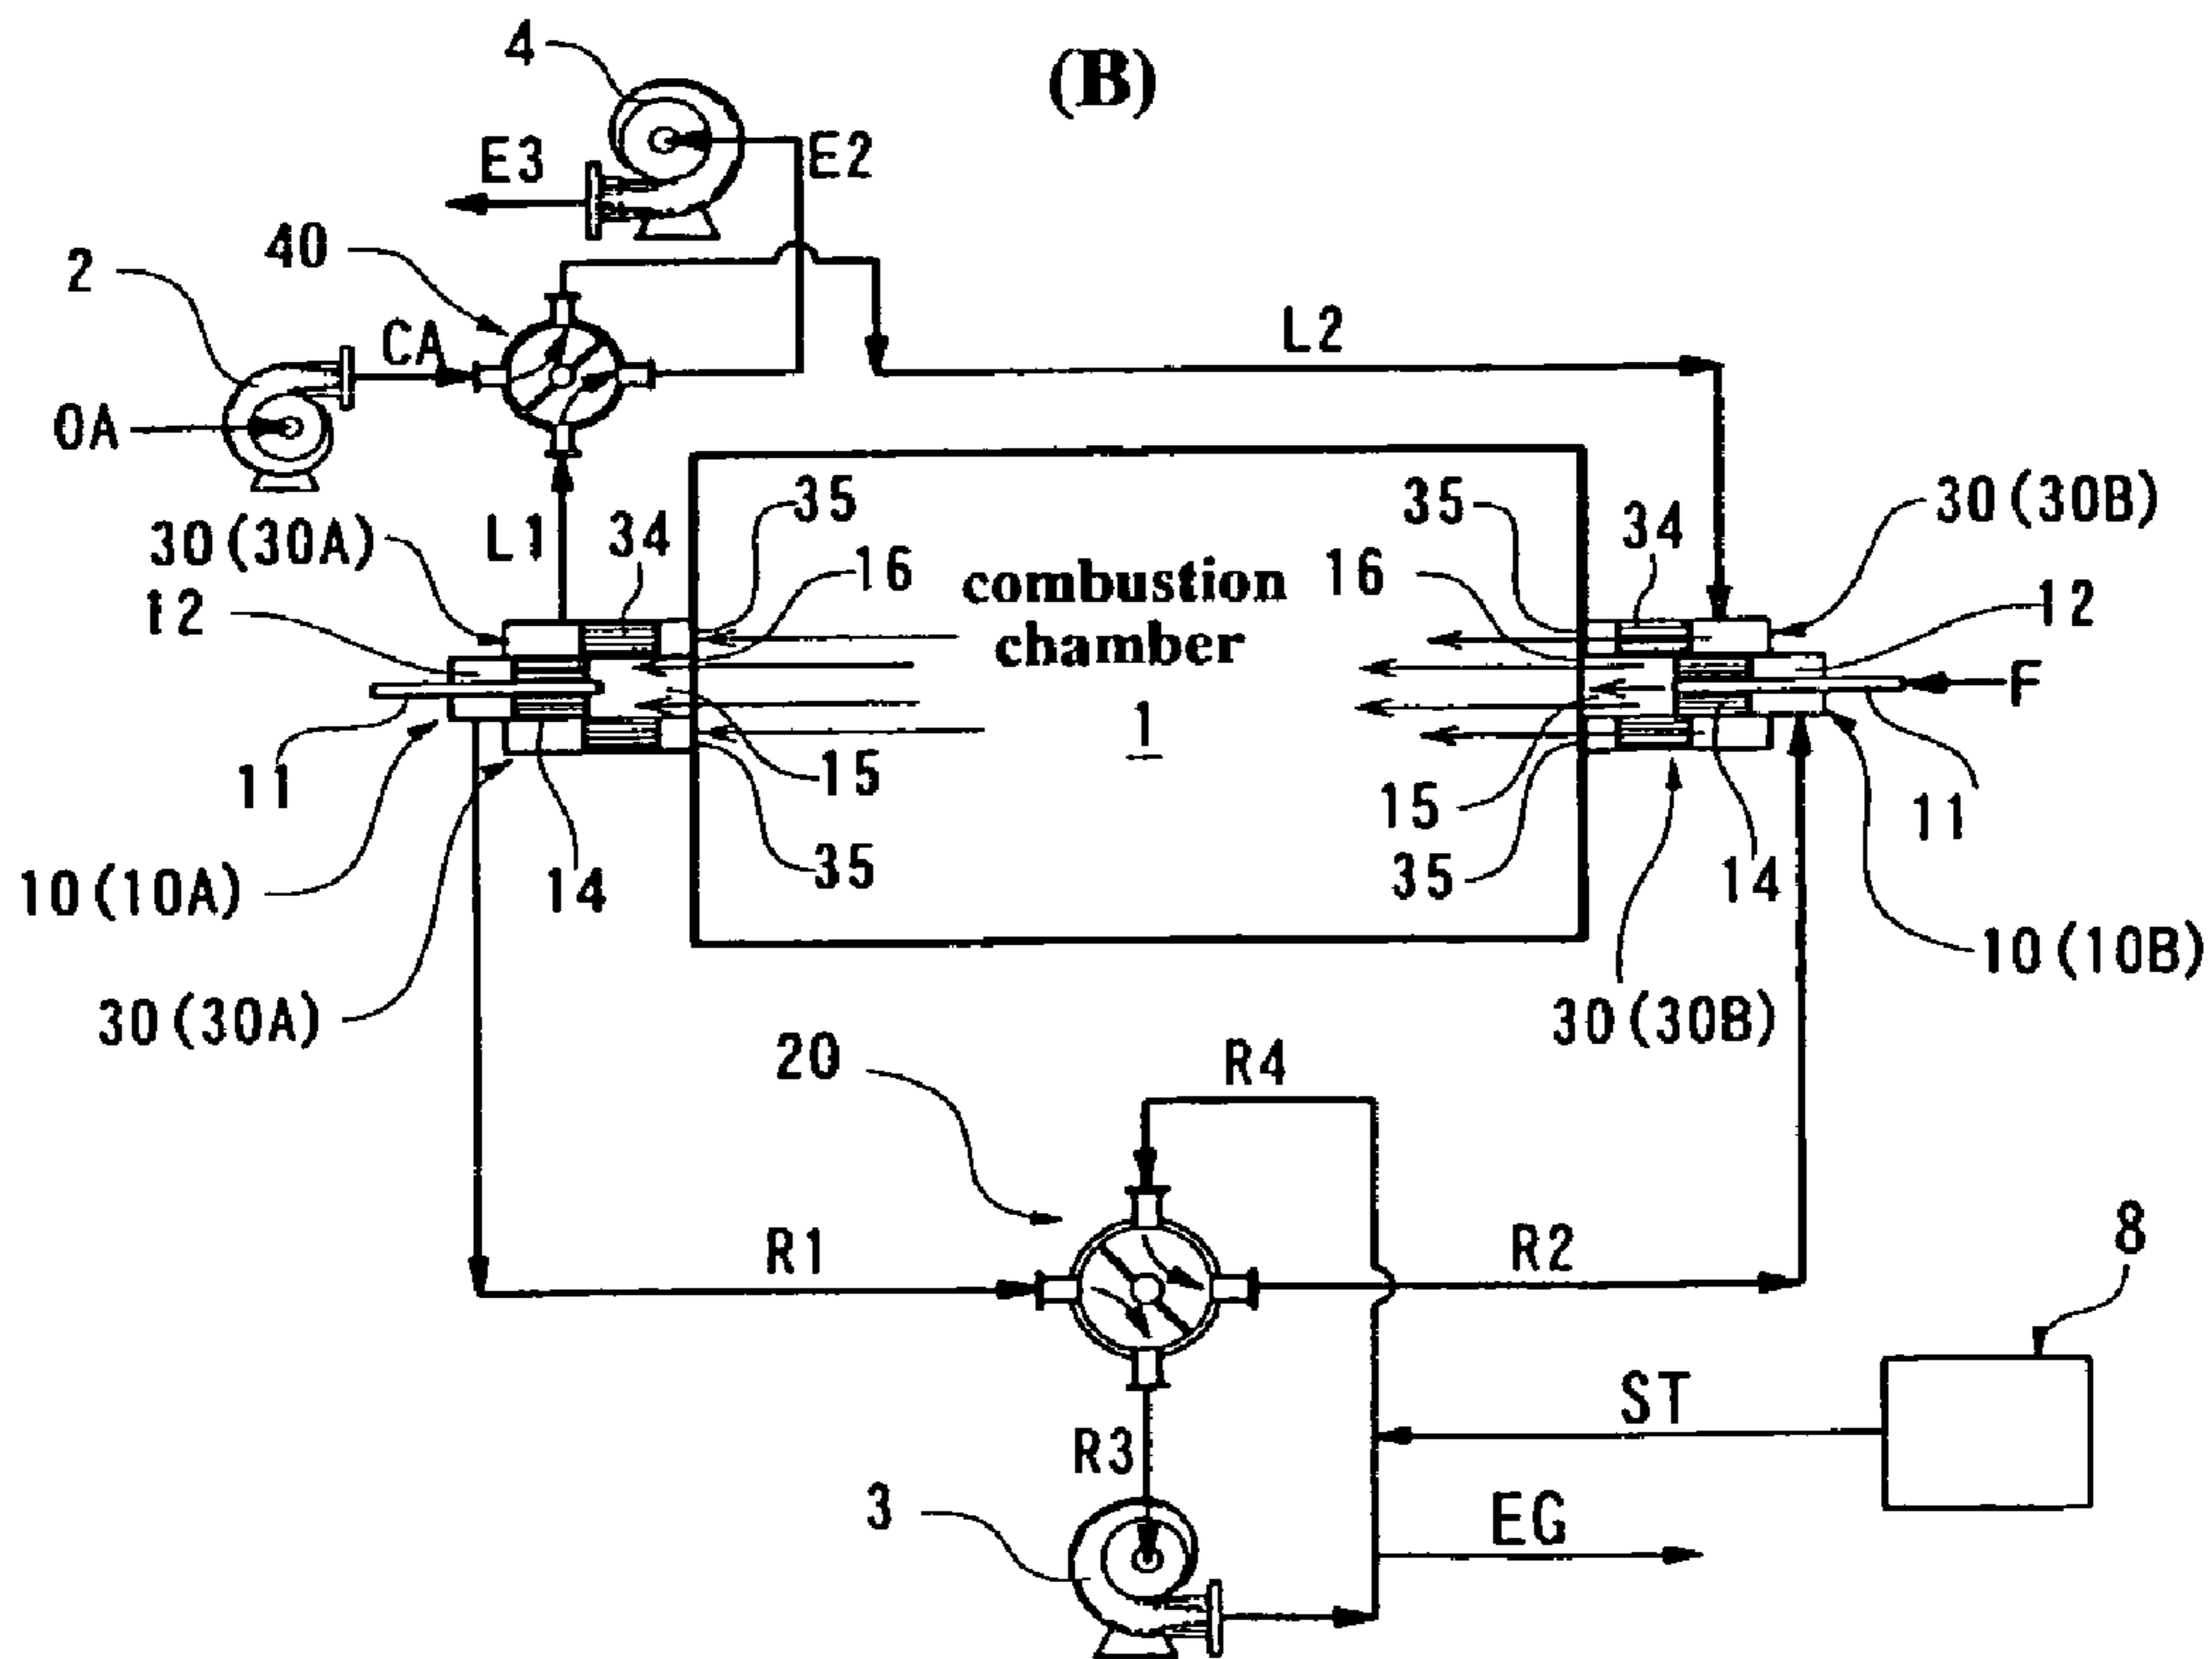 (B)
4
E3
E2
40
2
CA
OA
L2
L1
30(30A)
34
35
16
12
combustion
chamber
1
35
34
16
30(30B)
12
F
11
15
35
14
10(10A)
30(30A)
15
35
14
11
10(10B)
30(30B)
20
R4
R1
R2
8
R3
ST
3
EG